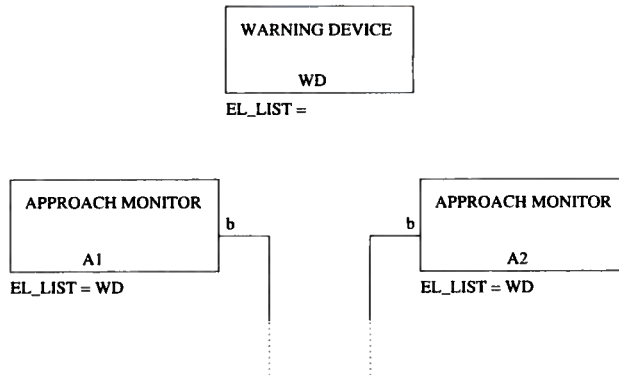 WARNING DEVICE
WD
EL_LIST =
APPROACH MONITOR
b
A1
EL_LIST = WD
APPROACH MONITOR
b
A2
EL_LIST = WD